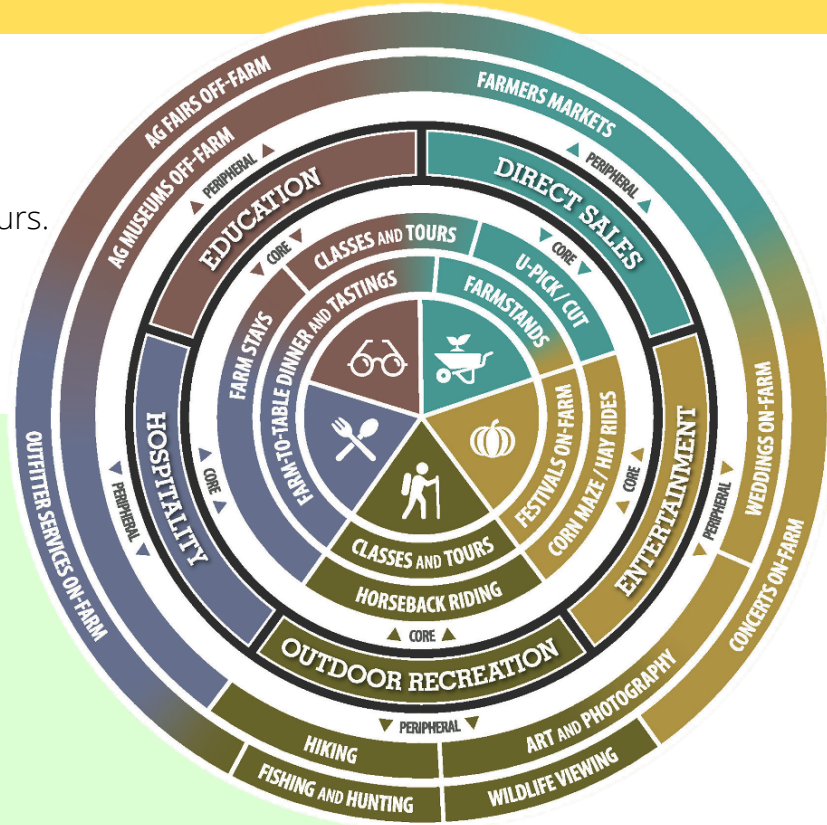 urs.
AG FAIRS OFF-FARM
AG MUSEUMS OFF-FARM
FARMERS MARKETS
PERIPHERAL
PERIPHERAL
EDUCATION
DIRECT SALES
CORE
CORE
CLASSES AND TOURS
U-PICK / CUT
FARM STAYS
FARM-TO-TABLE DINNER AND TASTINGS
FARMSTANDS
HOSPITALITY
CORE
PERIPHERAL
OUTFITTER SERVICES ON-FARM
FESTIVALS ON-FARM
CORN MAZE / HAY RIDES
CORE
ENTERTAINMENT
PERIPHERAL
WEDDINGS ON-FARM
CONCERTS ON-FARM
CLASSES AND TOURS
HORSEBACK RIDING
CORE
OUTDOOR RECREATION
PERIPHERAL
HIKING
ART AND PHOTOGRAPHY
FISHING AND HUNTING
WILDLIFE VIEWING